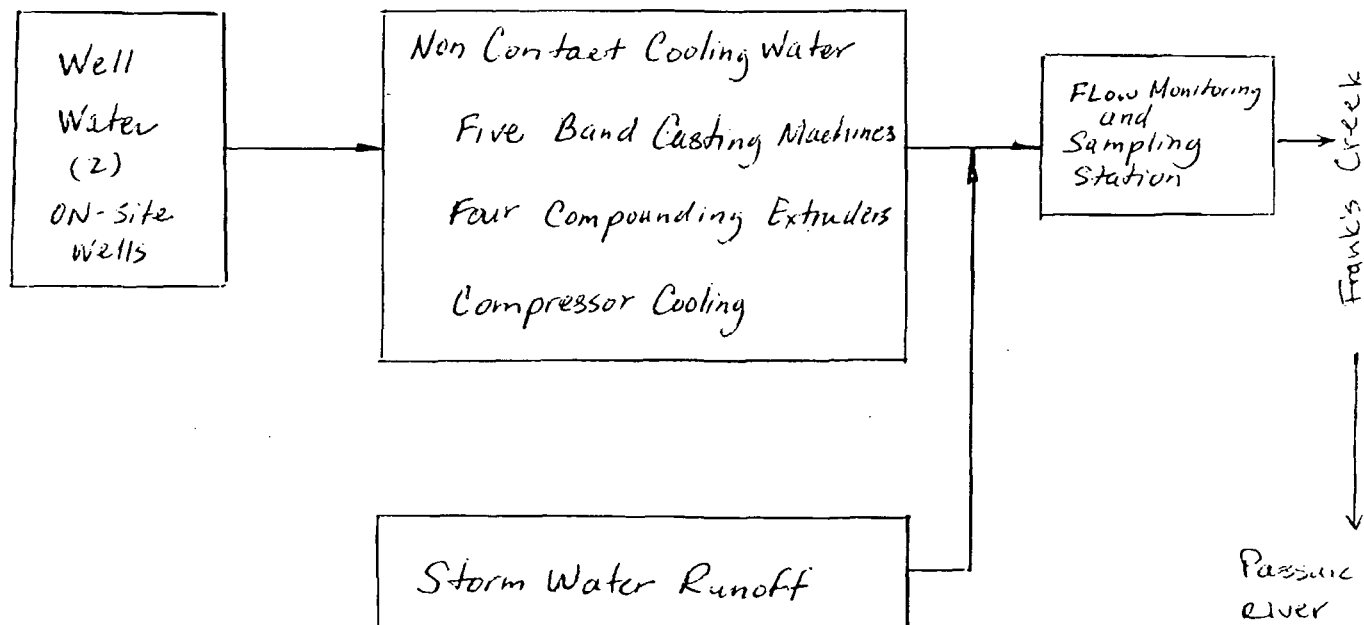 Well
Water
(2)
ON-Site
Wells
Non Contact Cooling Water
Five Band Casting Machines
Four Compounding Extruders
Compressor Cooling
Flow Monitoring
and
Sampling
Station
Frank's Creek
Storm Water Runoff
Passaic
River